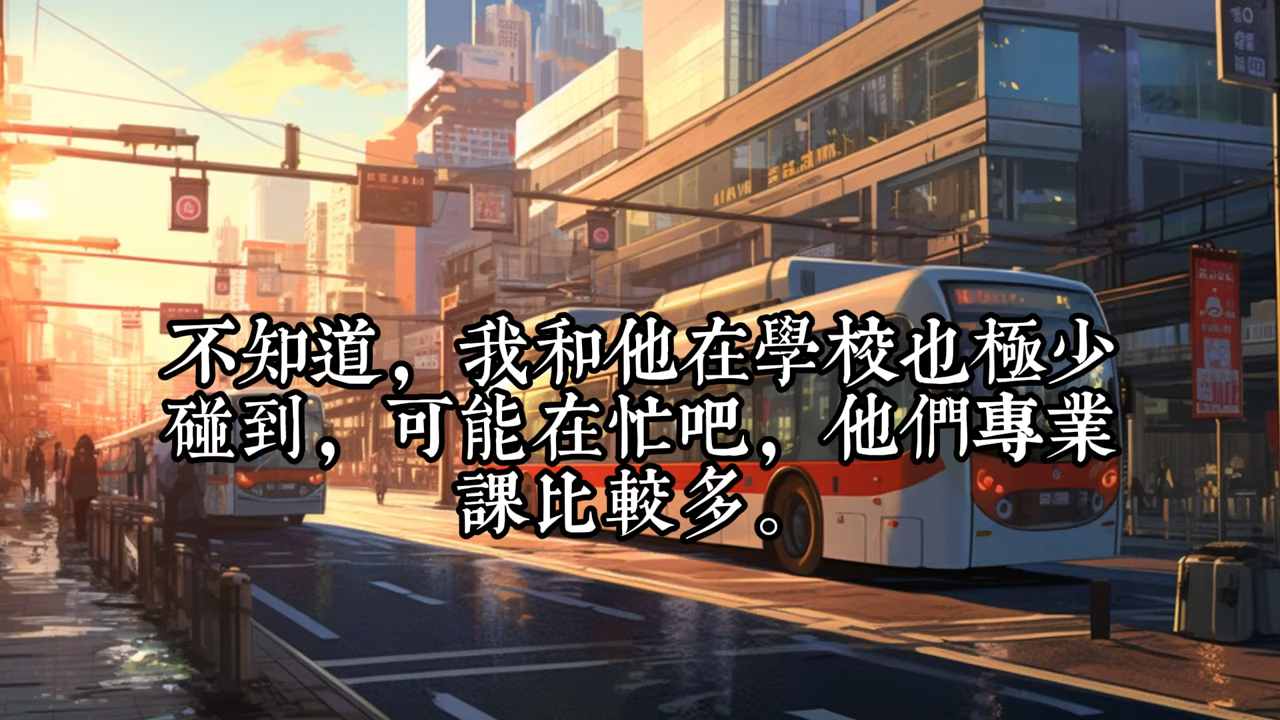 不知道，我和他在學校也極少
碰到，可能在忙吧，他們專業
課比較多。